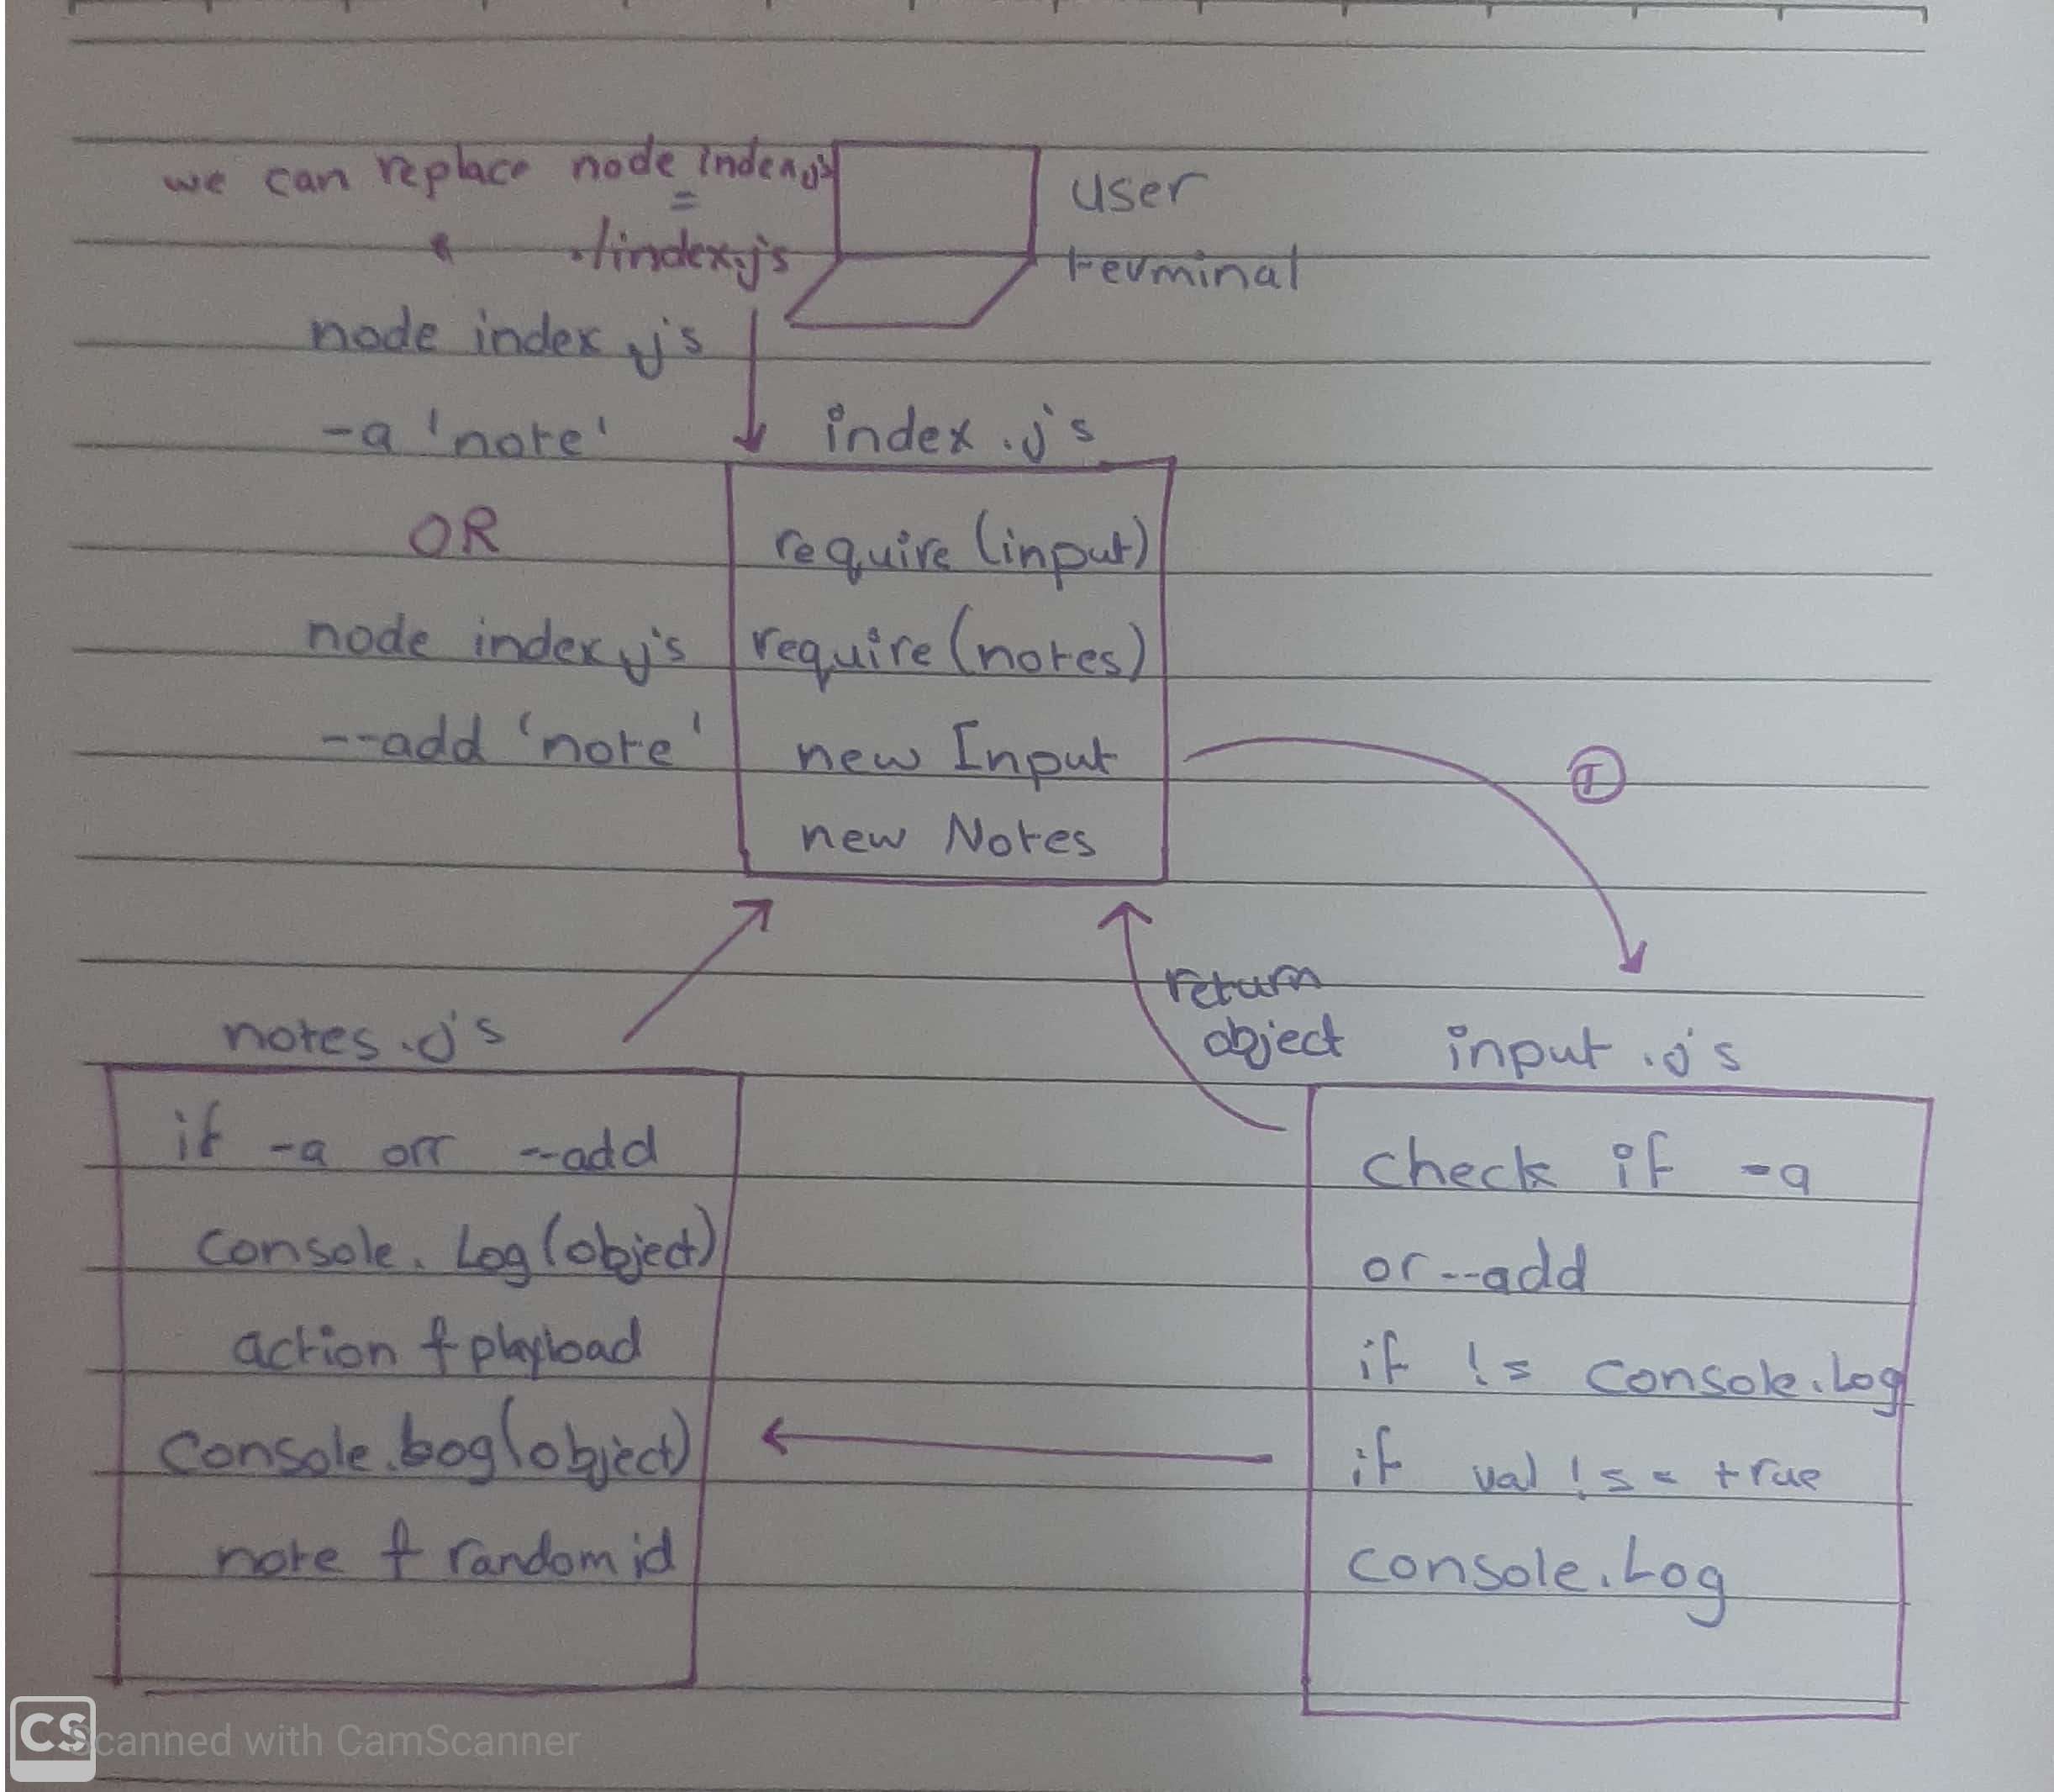 we can replace node index.js
=
./index.js
user
terminal
node index.js
-a 'note'
OR
node index.js
--add 'note'
index.js
require (input)
require (notes)
new Input
new Notes
1
return
object
notes.js
if -a orr --add
console.Log(object)
action + playload
Console.bog(object)
note + random id
input.js
check if -a
or --add
if != console.Log
if val != = true
console.Log
CS
Scanned with CamScanner